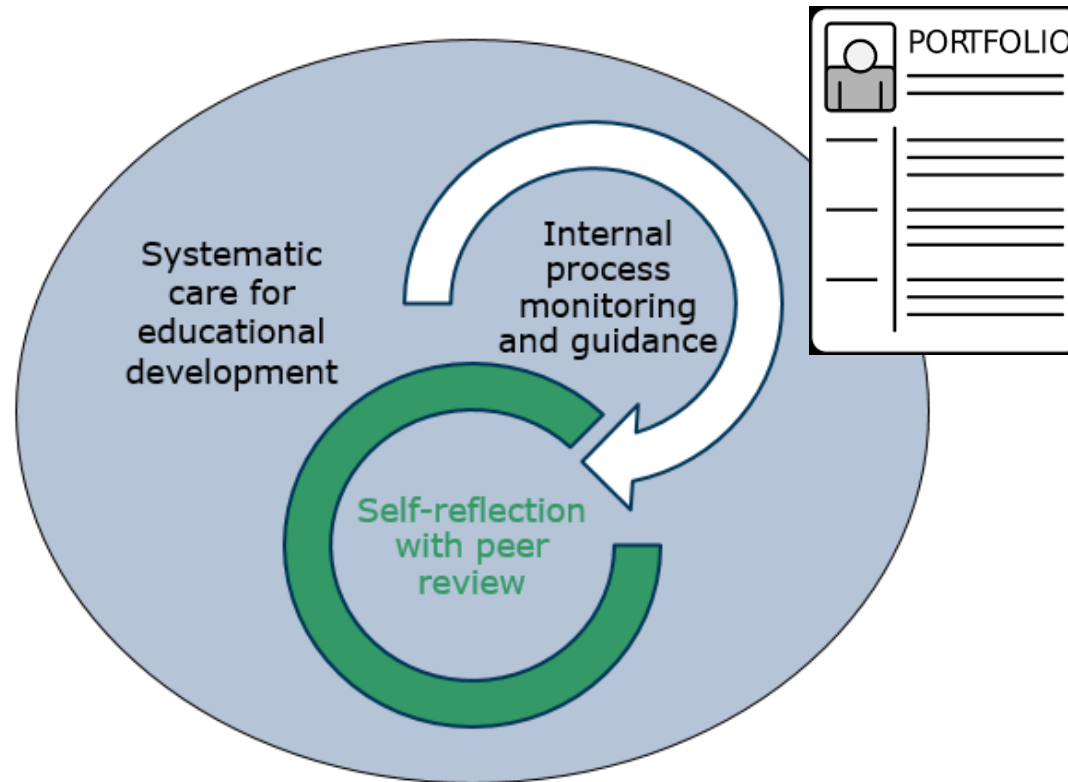 PORTFOLIO
Systematic
care for
educational
development
Internal
process
monitoring
and guidance
Self-reflection
with peer
review